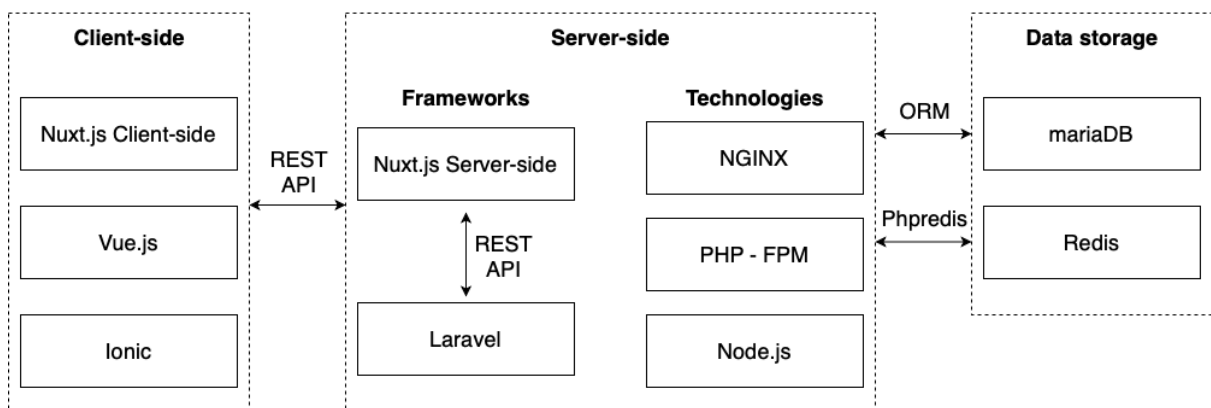 Client-side
Nuxt.js Client-side
Vue.js
Ionic
REST
API
Server-side
Frameworks
Nuxt.js Server-side
REST
API
Laravel
Technologies
NGINX
PHP - FPM
Node.js
ORM
Phpredis
Data storage
mariaDB
Redis